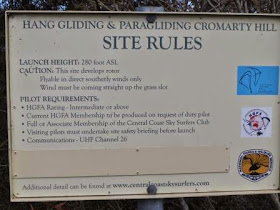 HANG GLIDING & PARAGLIDING CROMARTY HILL
SITE RULES
LAUNCH HEIGHT: 280 foot ASL
CAUTION: This site develops rotor
Flyable in direct southerly winds only
Wind must be coming straight up the grass slot
PILOT REQUIREMENTS:
• HGFA Rating - Intermediate or above
• Current HGFA Membership to be produced on request of duty pilot
• Full or Associate Membership of the Central Coast Sky Surfers Club
• Visiting pilots must undertake site safety briefing before launch
• Communications - UHF Channel 26
HGFA
Additional detail can be found at www.centralcoastskysurfers.com